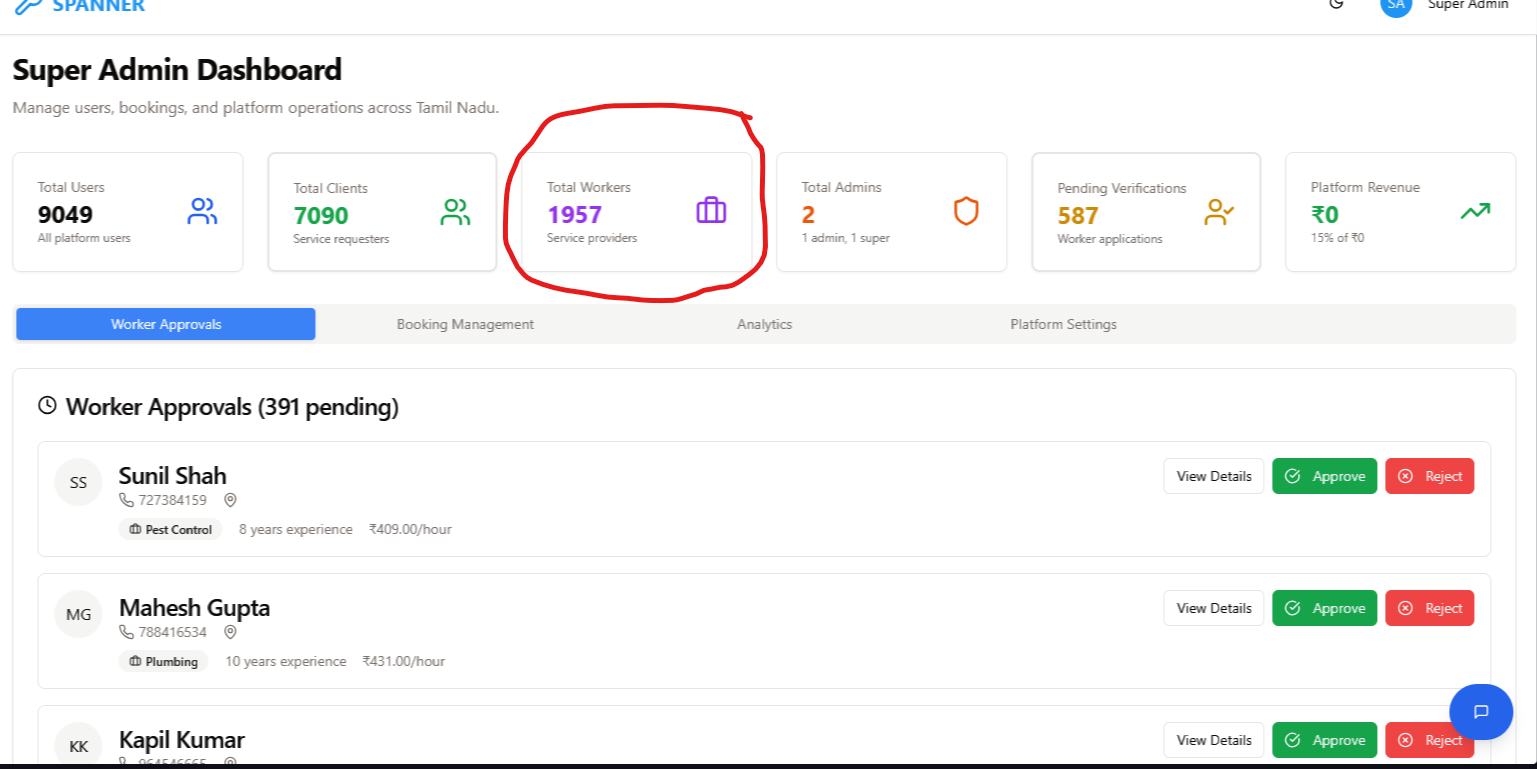 SPANNER
SA Super Admin
Super Admin Dashboard
Manage users, bookings, and platform operations across Tamil Nadu.
Total Users
9049
All platform users
Total Clients
7090
Service requesters
Total Workers
1957
Service providers
Total Admins
2
1 admin, 1 super
Pending Verifications
587
Worker applications
Platform Revenue
₹0
15% of ₹0
Worker Approvals Booking Management Analytics Platform Settings
Worker Approvals (391 pending)
SS Sunil Shah View Details Approve Reject
727384159
Pest Control 8 years experience ₹409.00/hour
MG Mahesh Gupta View Details Approve Reject
788416534
Plumbing 10 years experience ₹431.00/hour
KK Kapil Kumar View Details Approve Reject